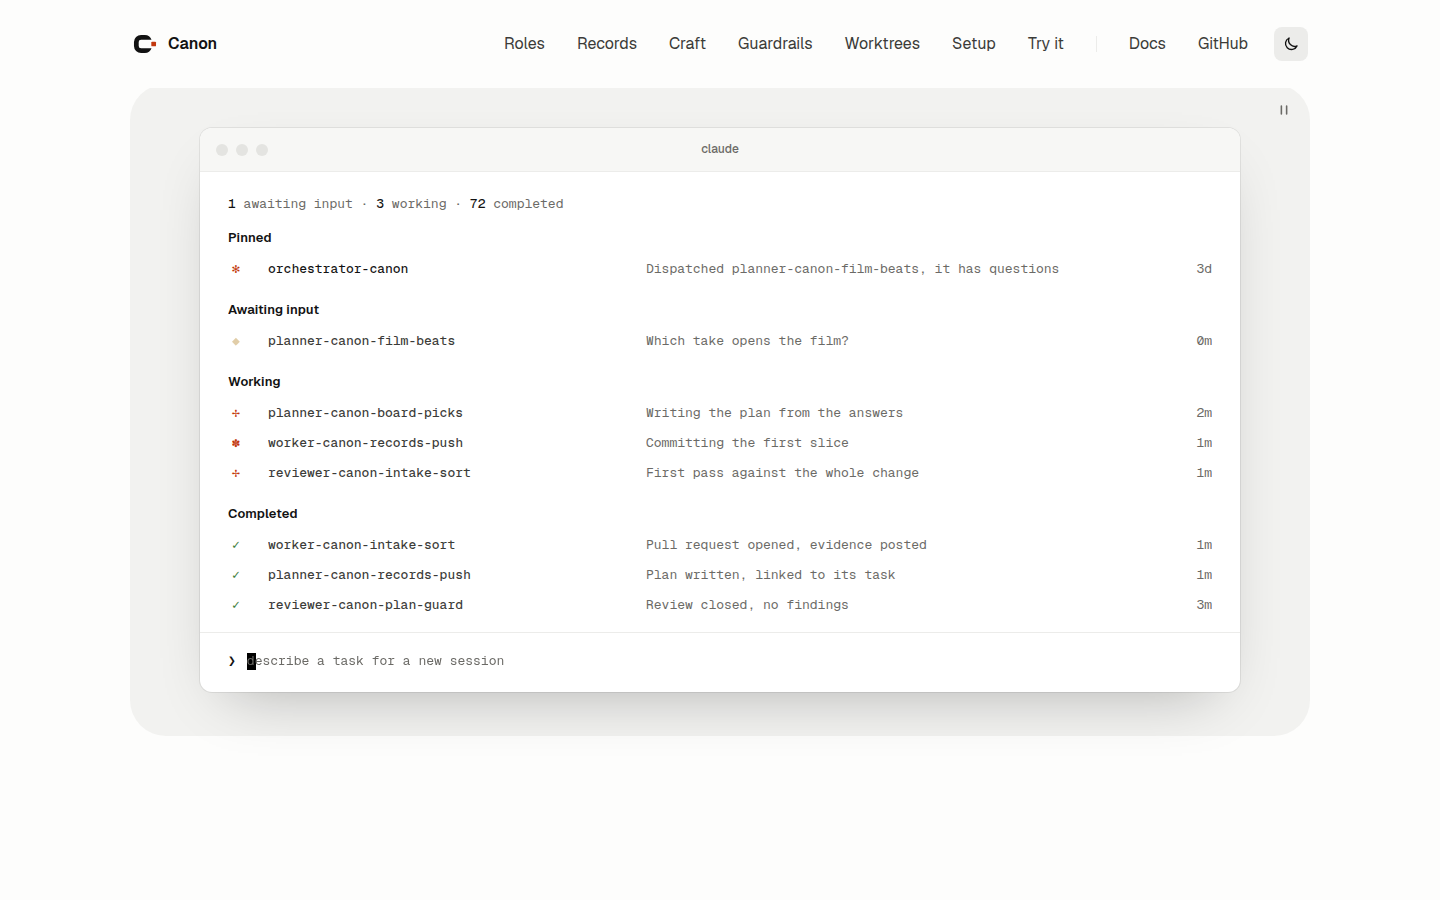 Canon
Roles Records Craft Guardrails Worktrees Setup Try it Docs GitHub
claude
1 awaiting input · 3 working · 72 completed
Pinned
✻ orchestrator-canon Dispatched planner-canon-film-beats, it has questions 3d
Awaiting input
◆ planner-canon-film-beats Which take opens the film? 0m
Working
✢ planner-canon-board-picks Writing the plan from the answers 2m
✽ worker-canon-records-push Committing the first slice 1m
✢ reviewer-canon-intake-sort First pass against the whole change 1m
Completed
✓ worker-canon-intake-sort Pull request opened, evidence posted 1m
✓ planner-canon-records-push Plan written, linked to its task 1m
✓ reviewer-canon-plan-guard Review closed, no findings 3m
❯ describe a task for a new session